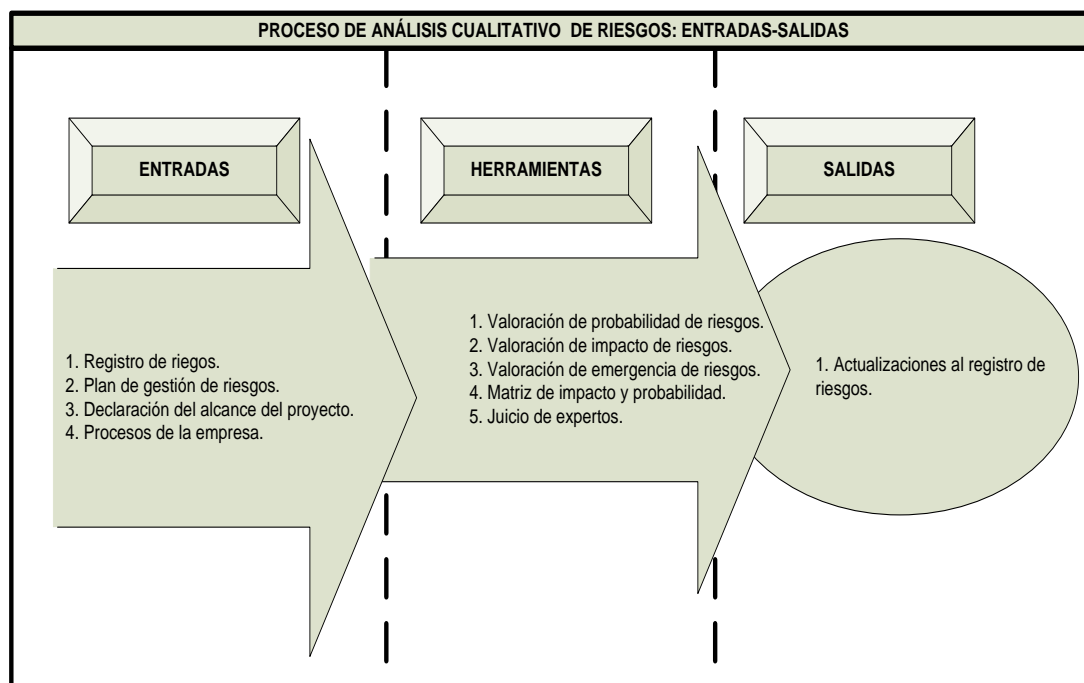 PROCESO DE ANÁLISIS CUALITATIVO DE RIESGOS: ENTRADAS-SALIDAS
ENTRADAS
1. Registro de riegos.
2. Plan de gestión de riesgos.
3. Declaración del alcance del proyecto.
4. Procesos de la empresa.
HERRAMIENTAS
1. Valoración de probabilidad de riesgos.
2. Valoración de impacto de riesgos.
3. Valoración de emergencia de riesgos.
4. Matriz de impacto y probabilidad.
5. Juicio de expertos.
SALIDAS
1. Actualizaciones al registro de
riesgos.